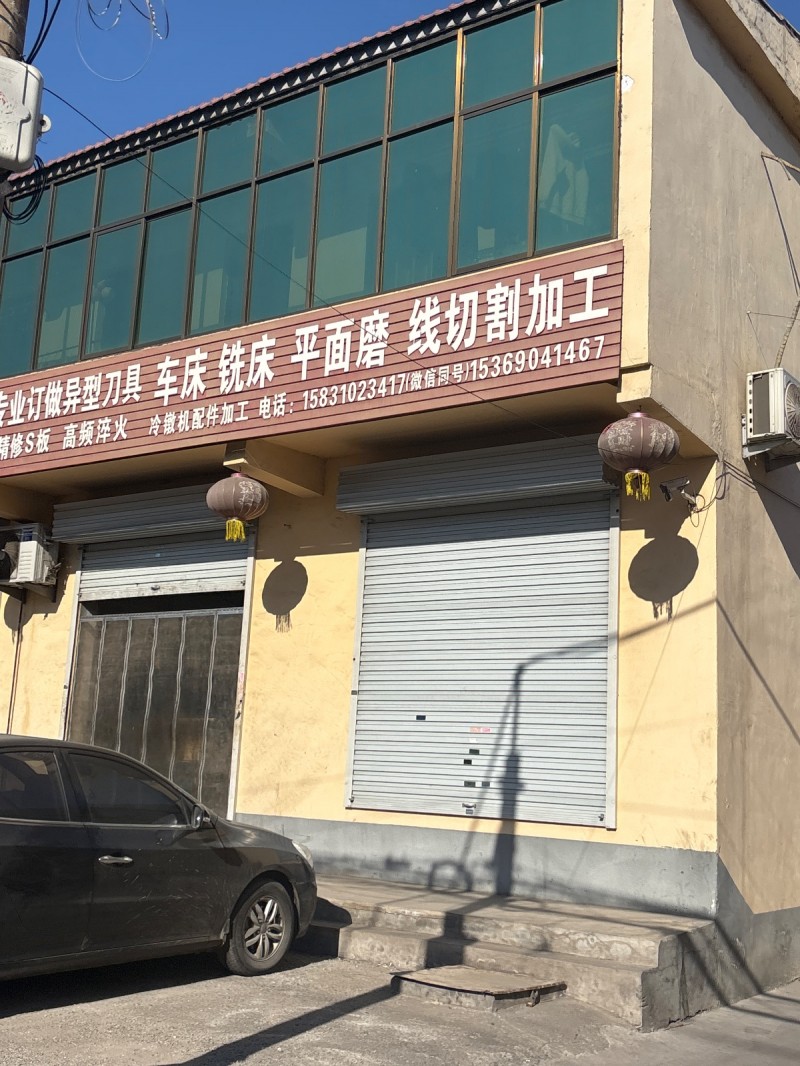 专业订做异型刀具 车床 铣床 平面磨 线切割加工
精修S板 高频淬火 冷镦机配件加工 电话：15831023417(微信同号)15369041467